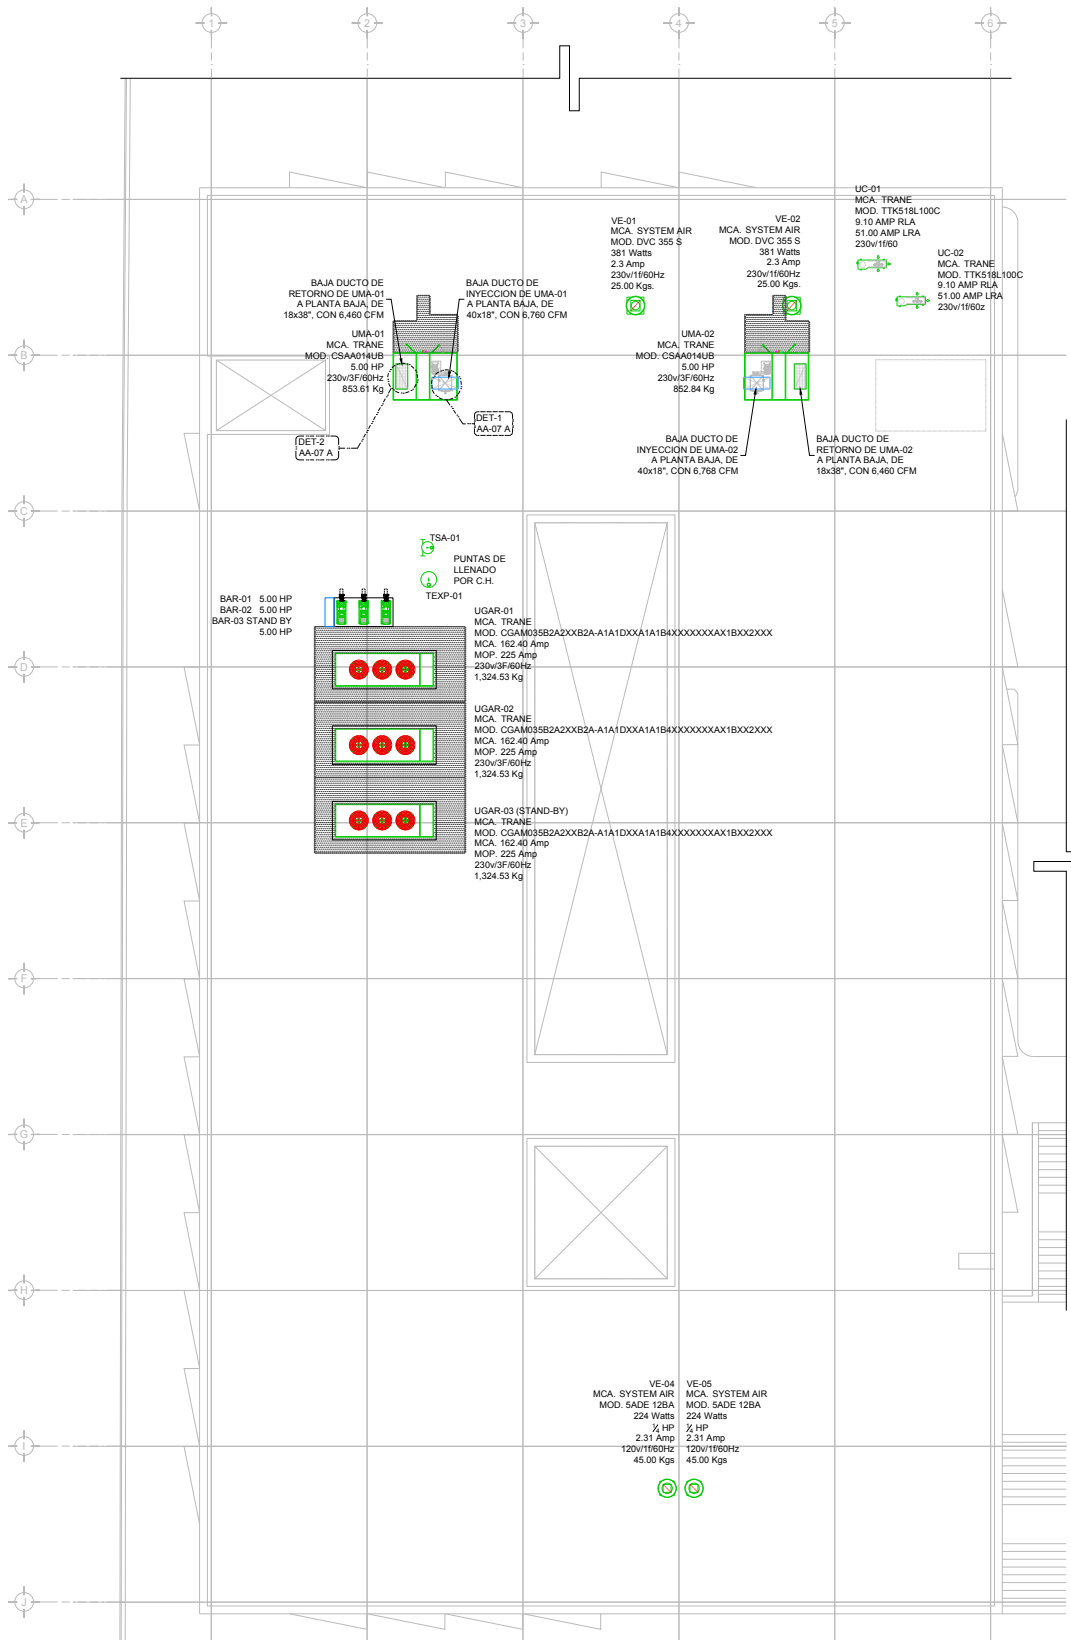 1
2
3
4
5
6
A
B
C
D
E
F
G
H
I
J
VE-01
MCA. SYSTEM AIR
MOD. DVC 355 S
381 Watts
2.3 Amp
230v/1f/60Hz
25.00 Kgs.
VE-02
MCA. SYSTEM AIR
MOD. DVC 355 S
381 Watts
2.3 Amp
230v/1f/60Hz
25.00 Kgs.
UC-01
MCA. TRANE
MOD. TTK518L100C
9.10 AMP RLA
51.00 AMP LRA
230v/1f/60
UC-02
MCA. TRANE
MOD. TTK518L100C
9.10 AMP RLA
51.00 AMP LRA
230v/1f/60z
BAJA DUCTO DE
RETORNO DE UMA-01
A PLANTA BAJA, DE
18x38", CON 6,460 CFM
BAJA DUCTO DE
INYECCION DE UMA-01
A PLANTA BAJA, DE
40x18", CON 6,760 CFM
UMA-01
MCA. TRANE
MOD. CSAA014UB
5.00 HP
230v/3F/60Hz
853.61 Kg
UMA-02
MCA. TRANE
MOD. CSAA014UB
5.00 HP
230v/3F/60Hz
852.84 Kg
DET-1
AA-07 A
DET-2
AA-07 A
BAJA DUCTO DE
INYECCION DE UMA-02
A PLANTA BAJA, DE
40x18", CON 6,768 CFM
BAJA DUCTO DE
RETORNO DE UMA-02
A PLANTA BAJA, DE
18x38", CON 6,460 CFM
TSA-01
PUNTAS DE
LLENADO
POR C.H.
TEXP-01
BAR-01 5.00 HP
BAR-02 5.00 HP
BAR-03 STAND BY
5.00 HP
UGAR-01
MCA. TRANE
MOD. CGAM035B2A2XXB2A-A1A1DXXA1A1B4XXXXXXXAX1BXX2XXX
MCA. 162.40 Amp
MOP. 225 Amp
230v/3F/60Hz
1,324.53 Kg
UGAR-02
MCA. TRANE
MOD. CGAM035B2A2XXB2A-A1A1DXXA1A1B4XXXXXXXAX1BXX2XXX
MCA. 162.40 Amp
MOP. 225 Amp
230v/3F/60Hz
1,324.53 Kg
UGAR-03 (STAND-BY)
MCA. TRANE
MOD. CGAM035B2A2XXB2A-A1A1DXXA1A1B4XXXXXXXAX1BXX2XXX
MCA. 162.40 Amp
MOP. 225 Amp
230v/3F/60Hz
1,324.53 Kg
VE-04
MCA. SYSTEM AIR
MOD. 5ADE 12BA
224 Watts
¼ HP
2.31 Amp
120v/1f/60Hz
45.00 Kgs
VE-05
MCA. SYSTEM AIR
MOD. 5ADE 12BA
224 Watts
¼ HP
2.31 Amp
120v/1f/60Hz
45.00 Kgs